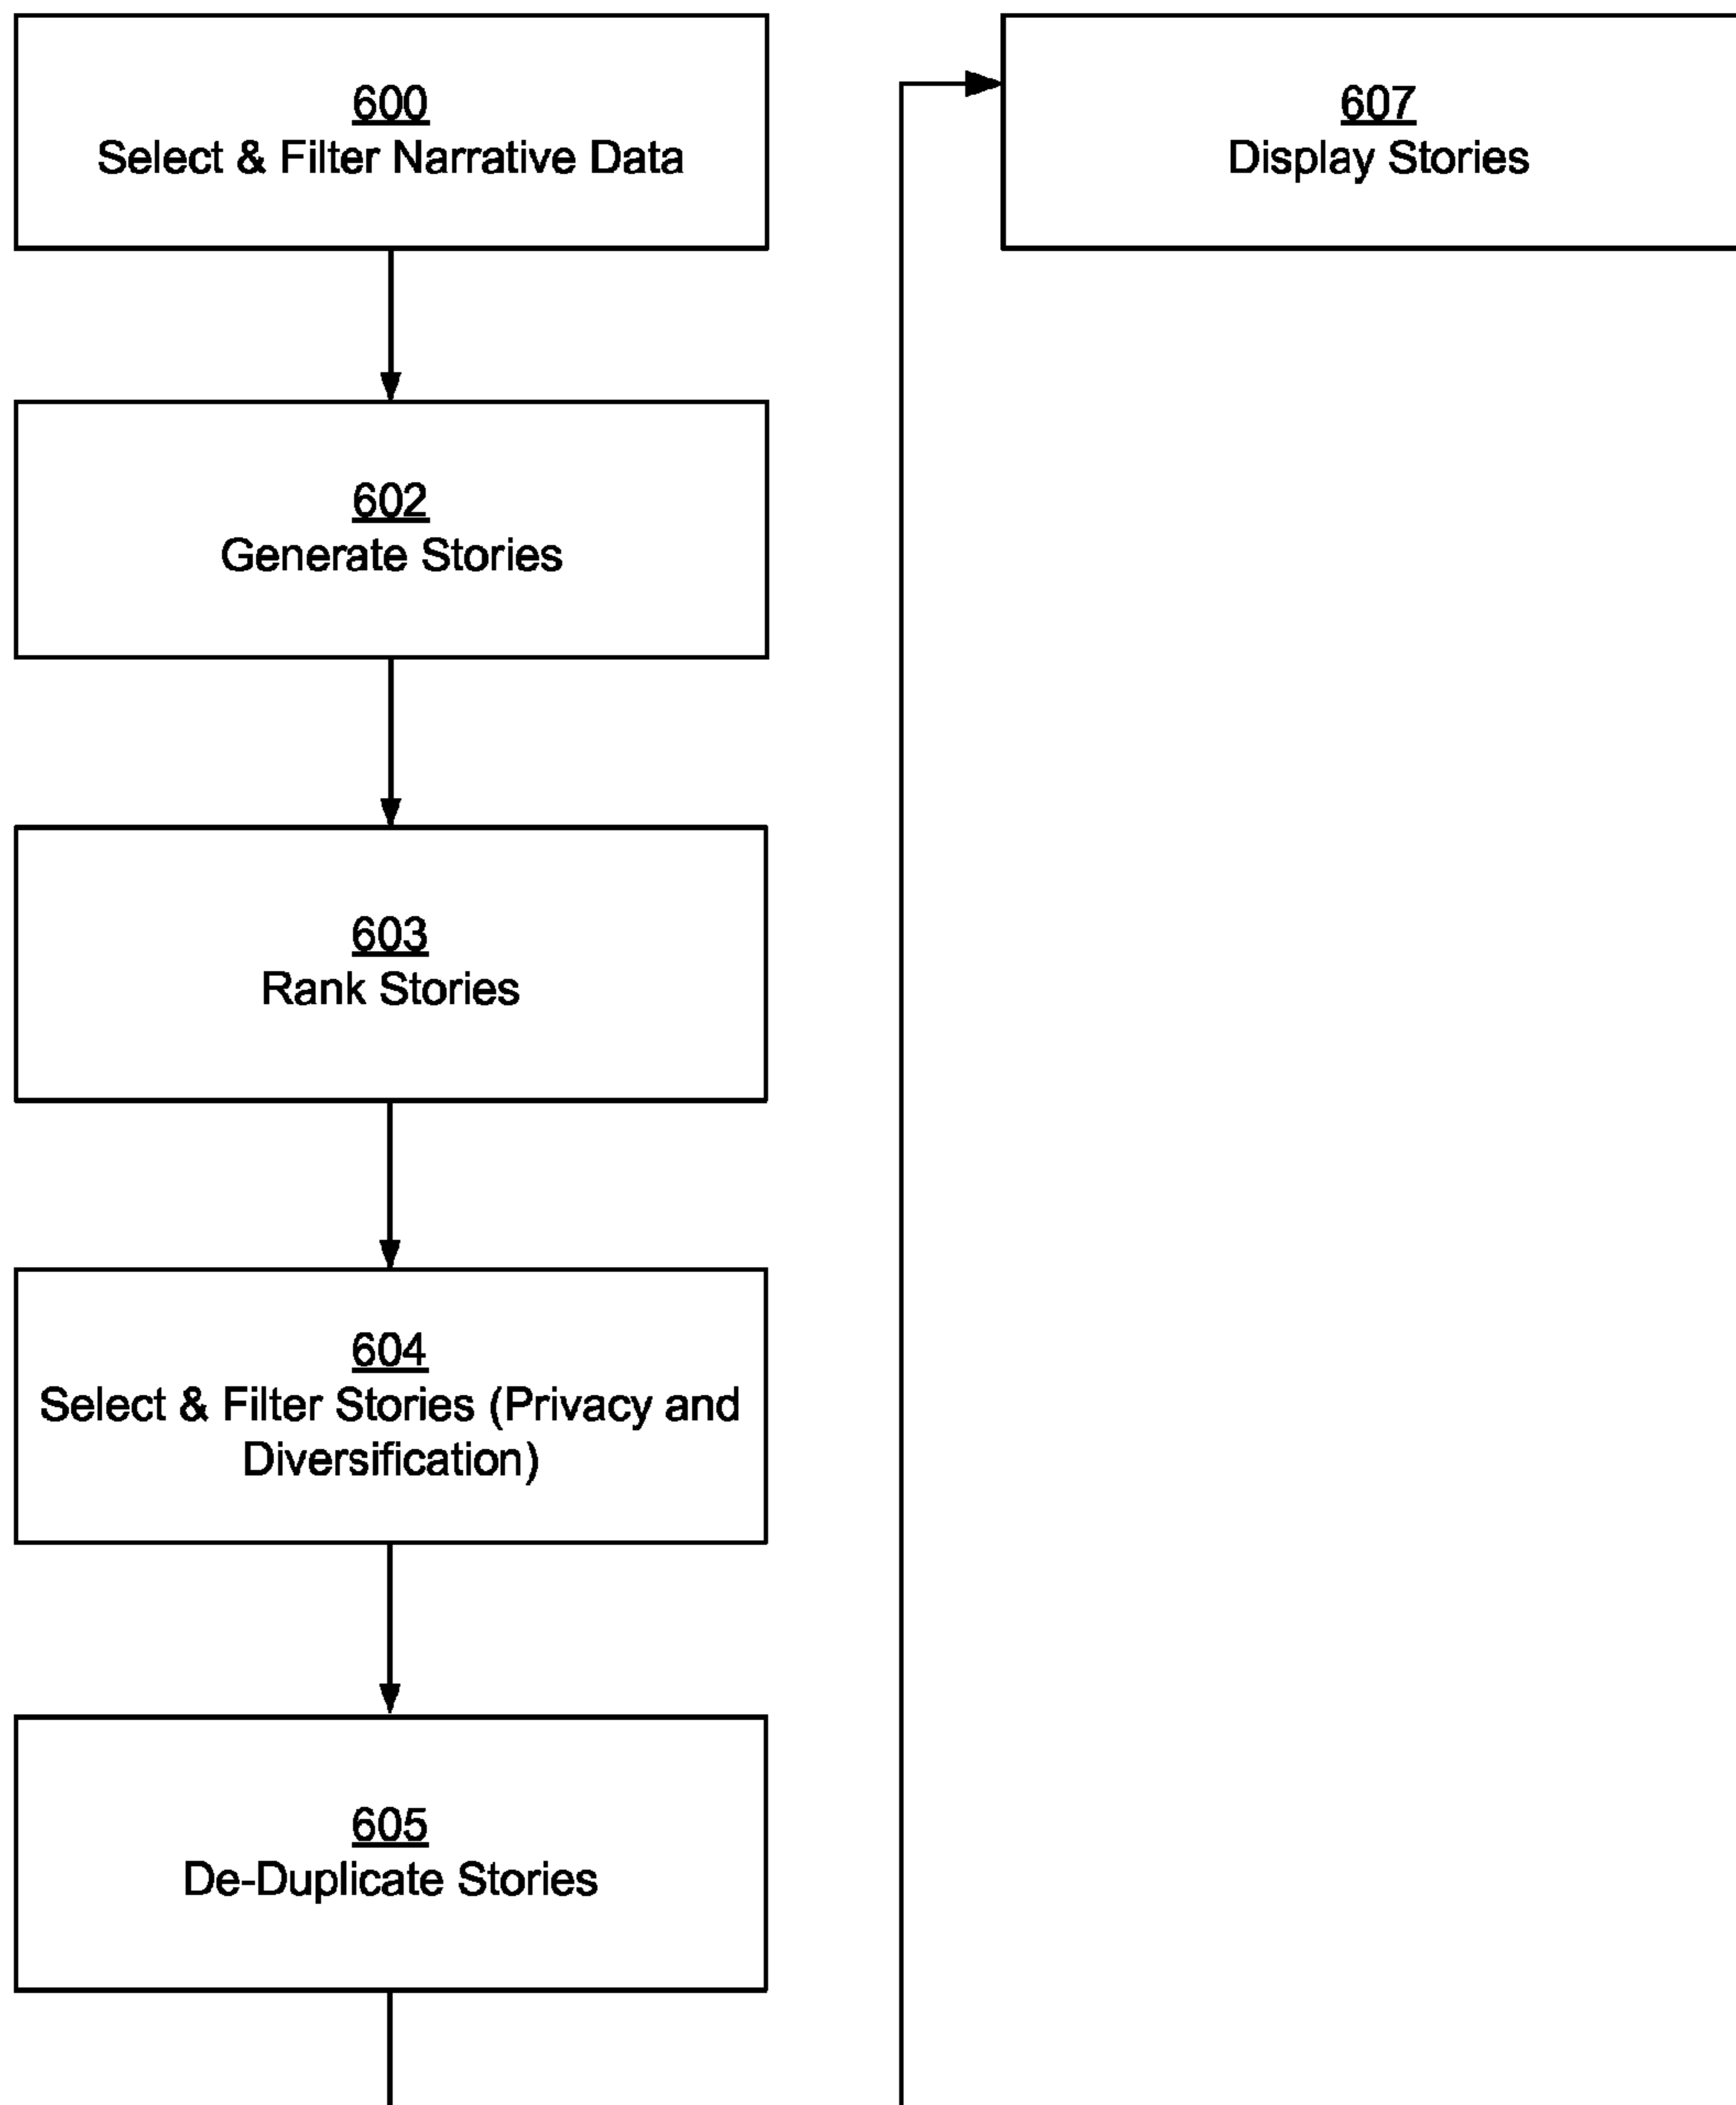 600
Select & Filter Narrative Data
602
Generate Stories
603
Rank Stories
604
Select & Filter Stories (Privacy and
Diversification)
605
De-Duplicate Stories
607
Display Stories